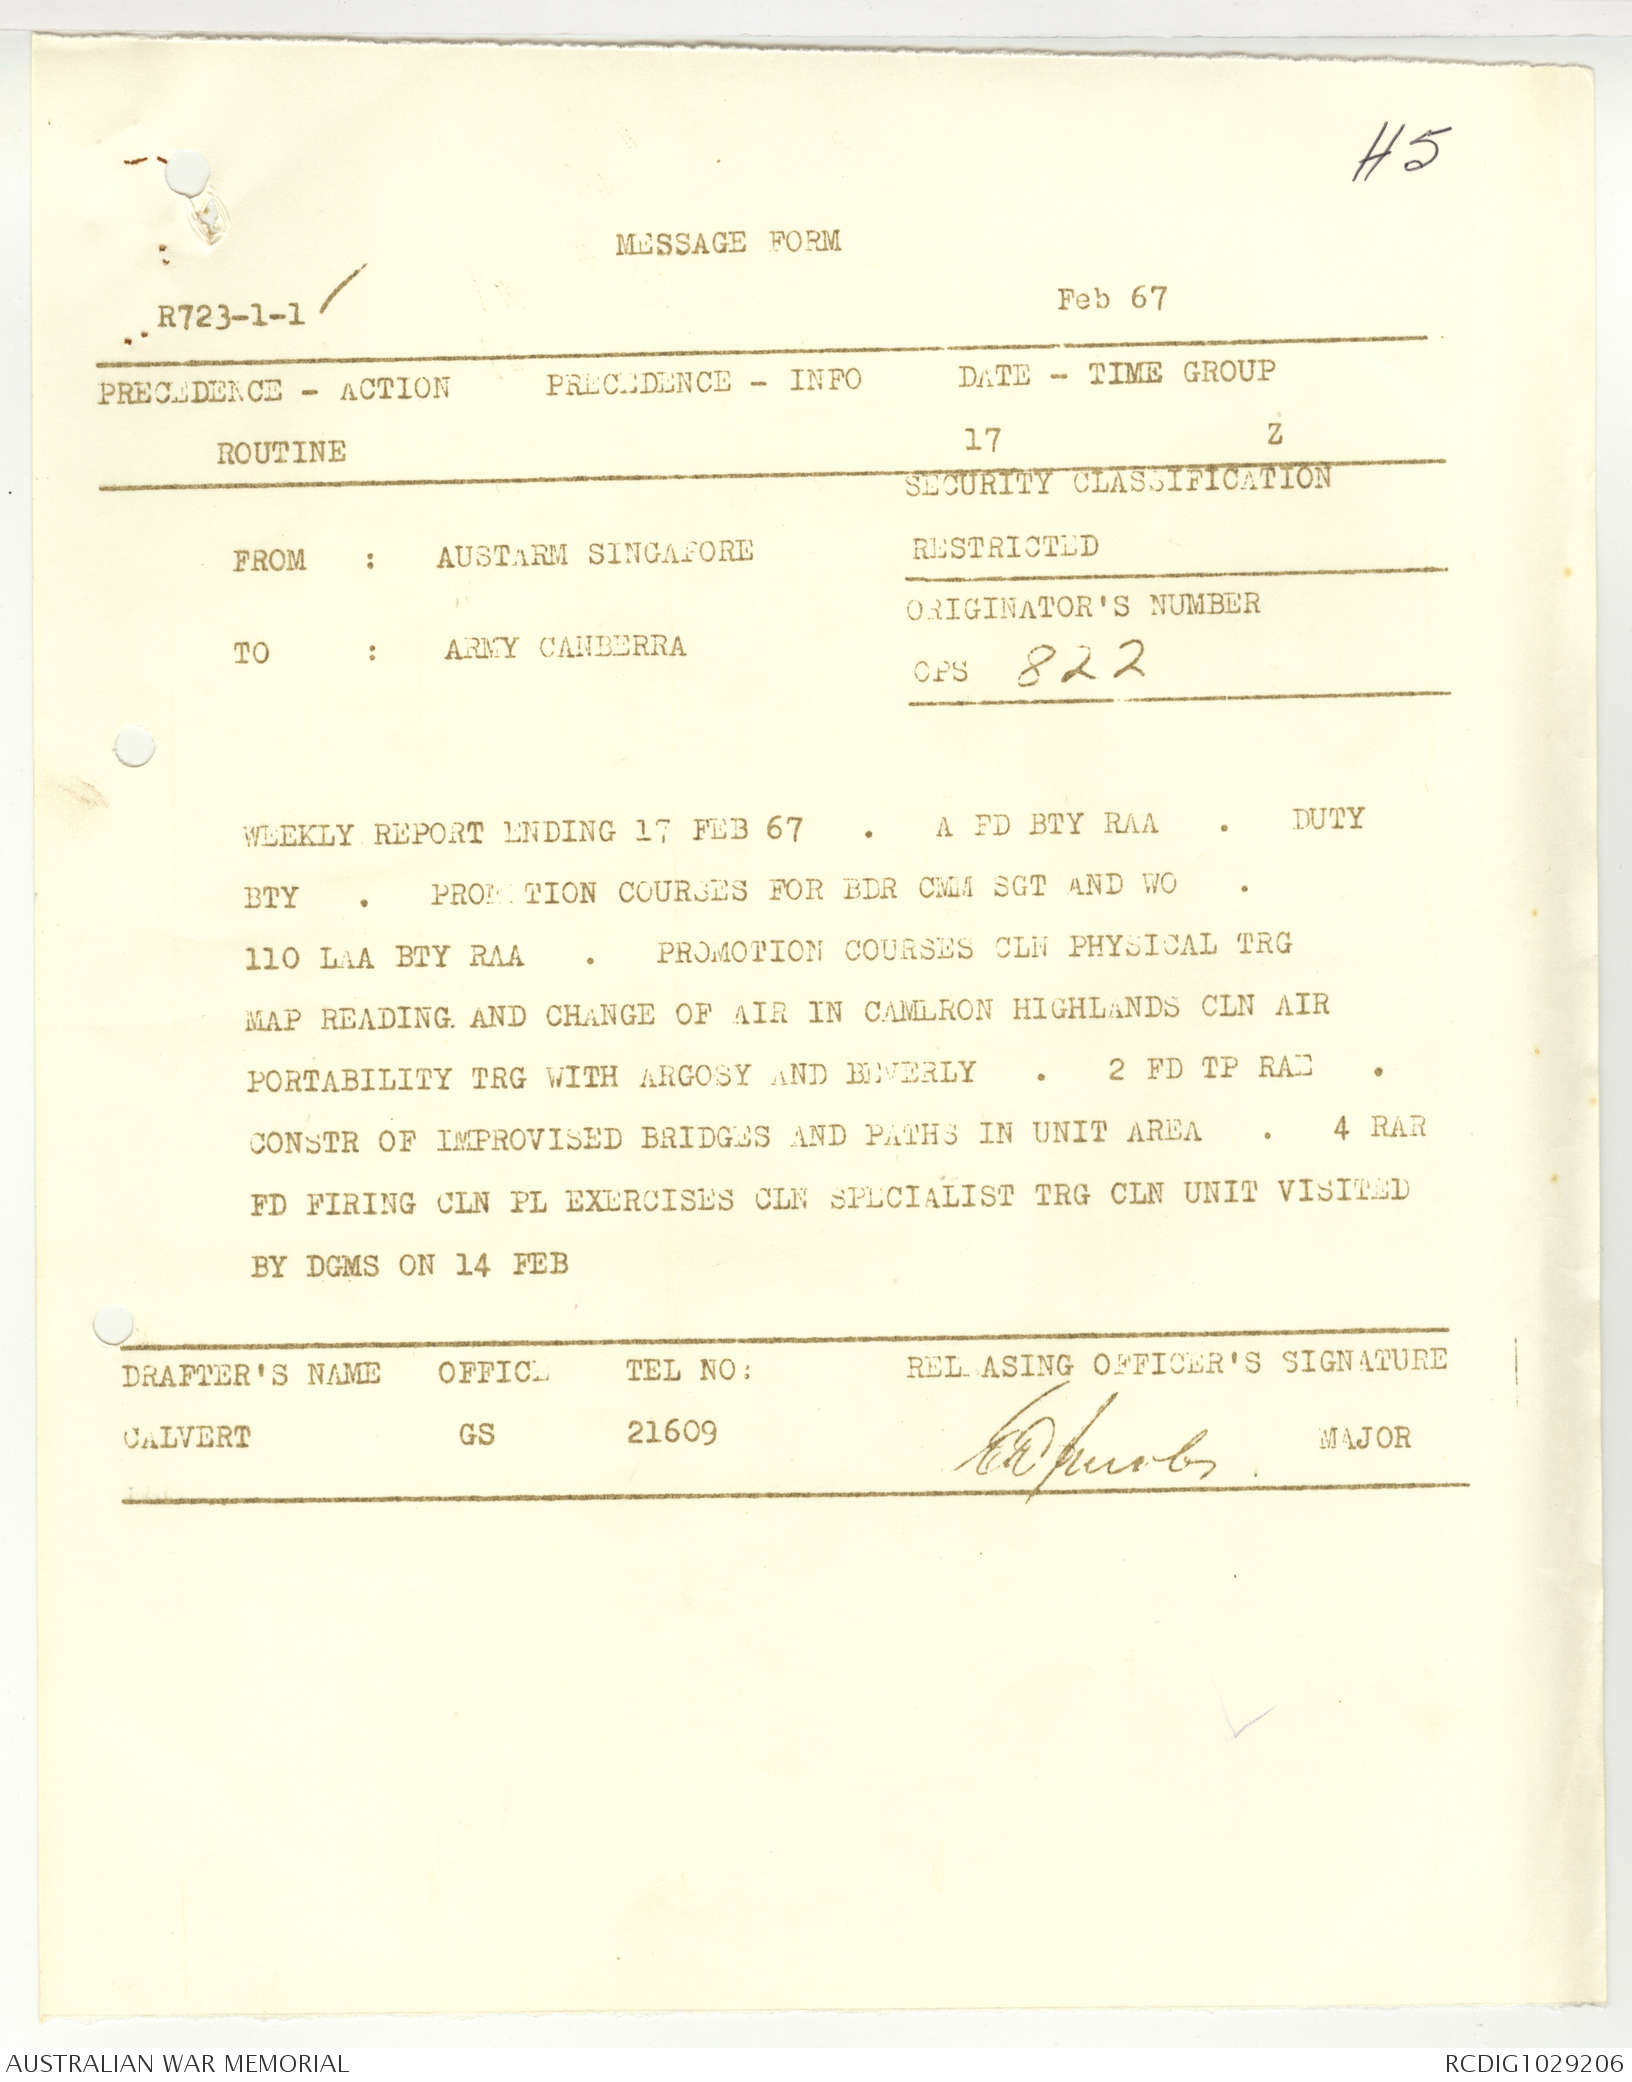 H5
MESSAGE FORM
R723-1-1
Feb 67
PRECEDENCE - ACTION PRECEDENCE - INFO DATE - TIME GROUP
ROUTINE 17 Z
SECURITY CLASSIFICATION
FROM : AUSTARM SINGAPORE RESTRICTED
ORIGINATOR'S NUMBER
TO : ARMY CANBERRA
OPS 822
WEEKLY REPORT ENDING 17 FEB 67 . A FD BTY RAA . DUTY
BTY . PROMOTION COURSES FOR BDR CMM SGT AND WO .
110 LAA BTY RAA . PROMOTION COURSES CLN PHYSICAL TRG
MAP READING AND CHANGE OF AIR IN CAMERON HIGHLANDS CLN AIR
PORTABILITY TRG WITH ARGOSY AND BEVERLY . 2 FD TP RAE .
CONSTR OF IMPROVISED BRIDGES AND PATHS IN UNIT AREA . 4 RAR
FD FIRING CLN PL EXERCISES CLN SPECIALIST TRG CLN UNIT VISITED
BY DGMS ON 14 FEB
DRAFTER'S NAME OFFICE TEL NO: RELEASING OFFICER'S SIGNATURE
CALVERT GS 21609 MAJOR
AUSTRALIAN WAR MEMORIAL RCDIG1029206